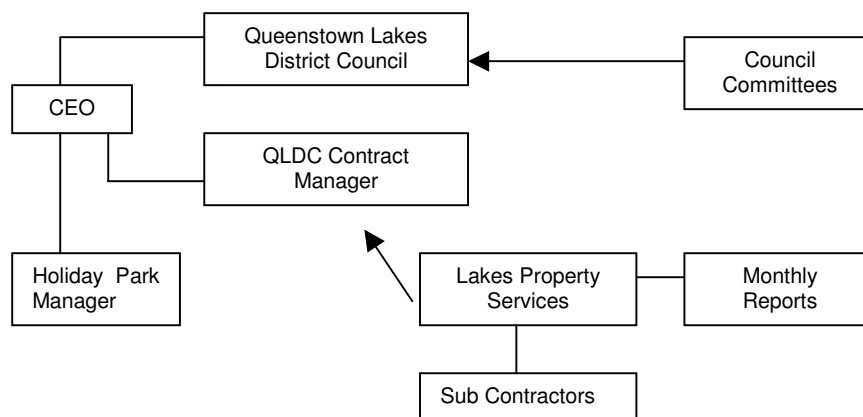 Queenstown Lakes
District Council
Council
Committees
CEO
QLDC Contract
Manager
Holiday Park
Manager
Lakes Property
Services
Monthly
Reports
Sub Contractors